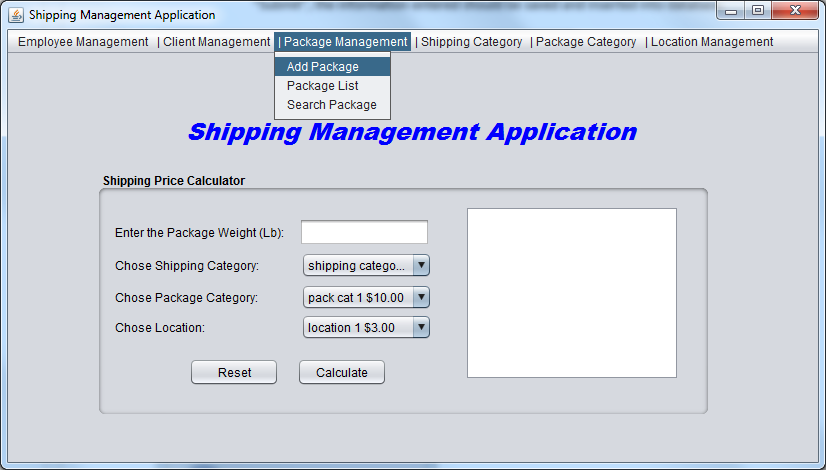 Shipping Management Application
Employee Management | Client Management | Package Management | Shipping Category | Package Category | Location Management
Add Package
Package List
Search Package
Shipping Management Application
Shipping Price Calculator
Enter the Package Weight (Lb):
Chose Shipping Category: shipping catego...
Chose Package Category: pack cat 1 $10.00
Chose Location: location 1 $3.00
Reset Calculate